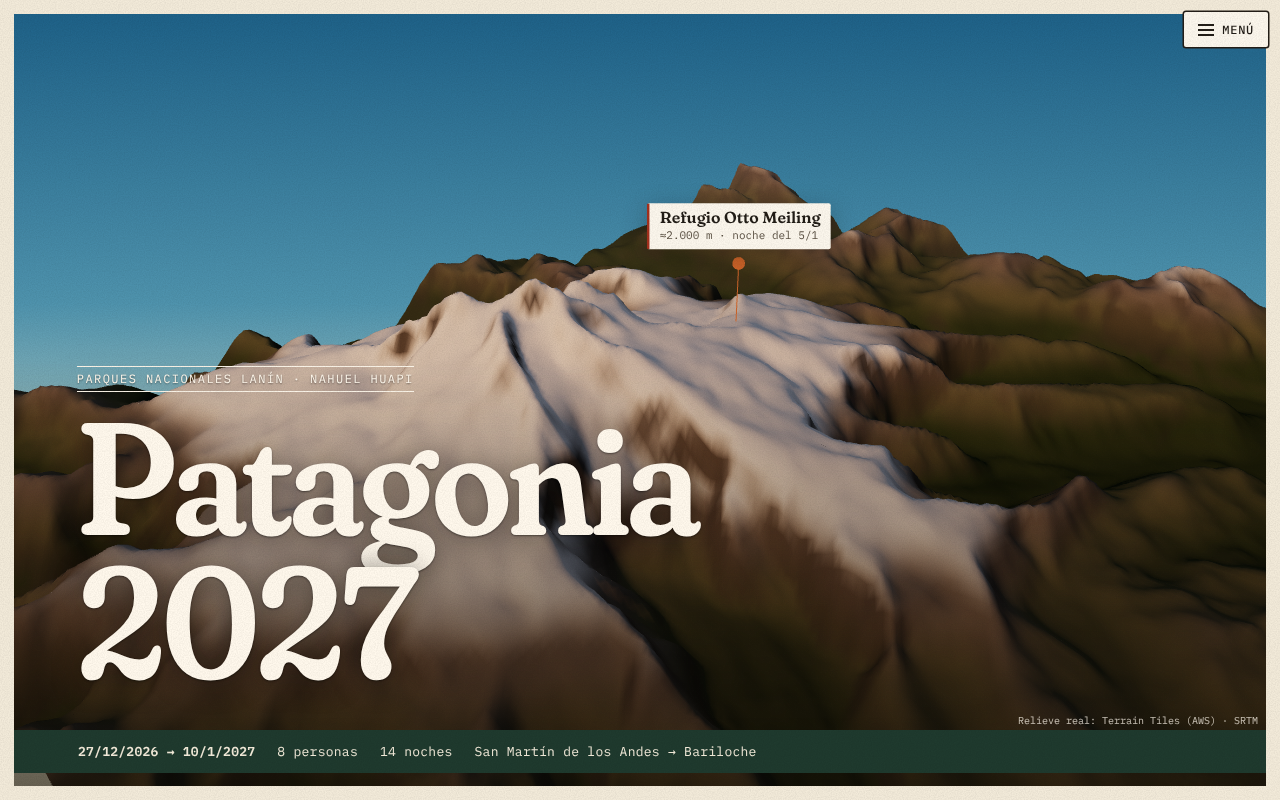 MENÚ
Refugio Otto Meiling
≈2.000 m · noche del 5/1
PARQUES NACIONALES LANÍN · NAHUEL HUAPI
Patagonia
2027
Relieve real: Terrain Tiles (AWS) · SRTM
27/12/2026 → 10/1/2027 8 personas 14 noches San Martín de los Andes → Bariloche